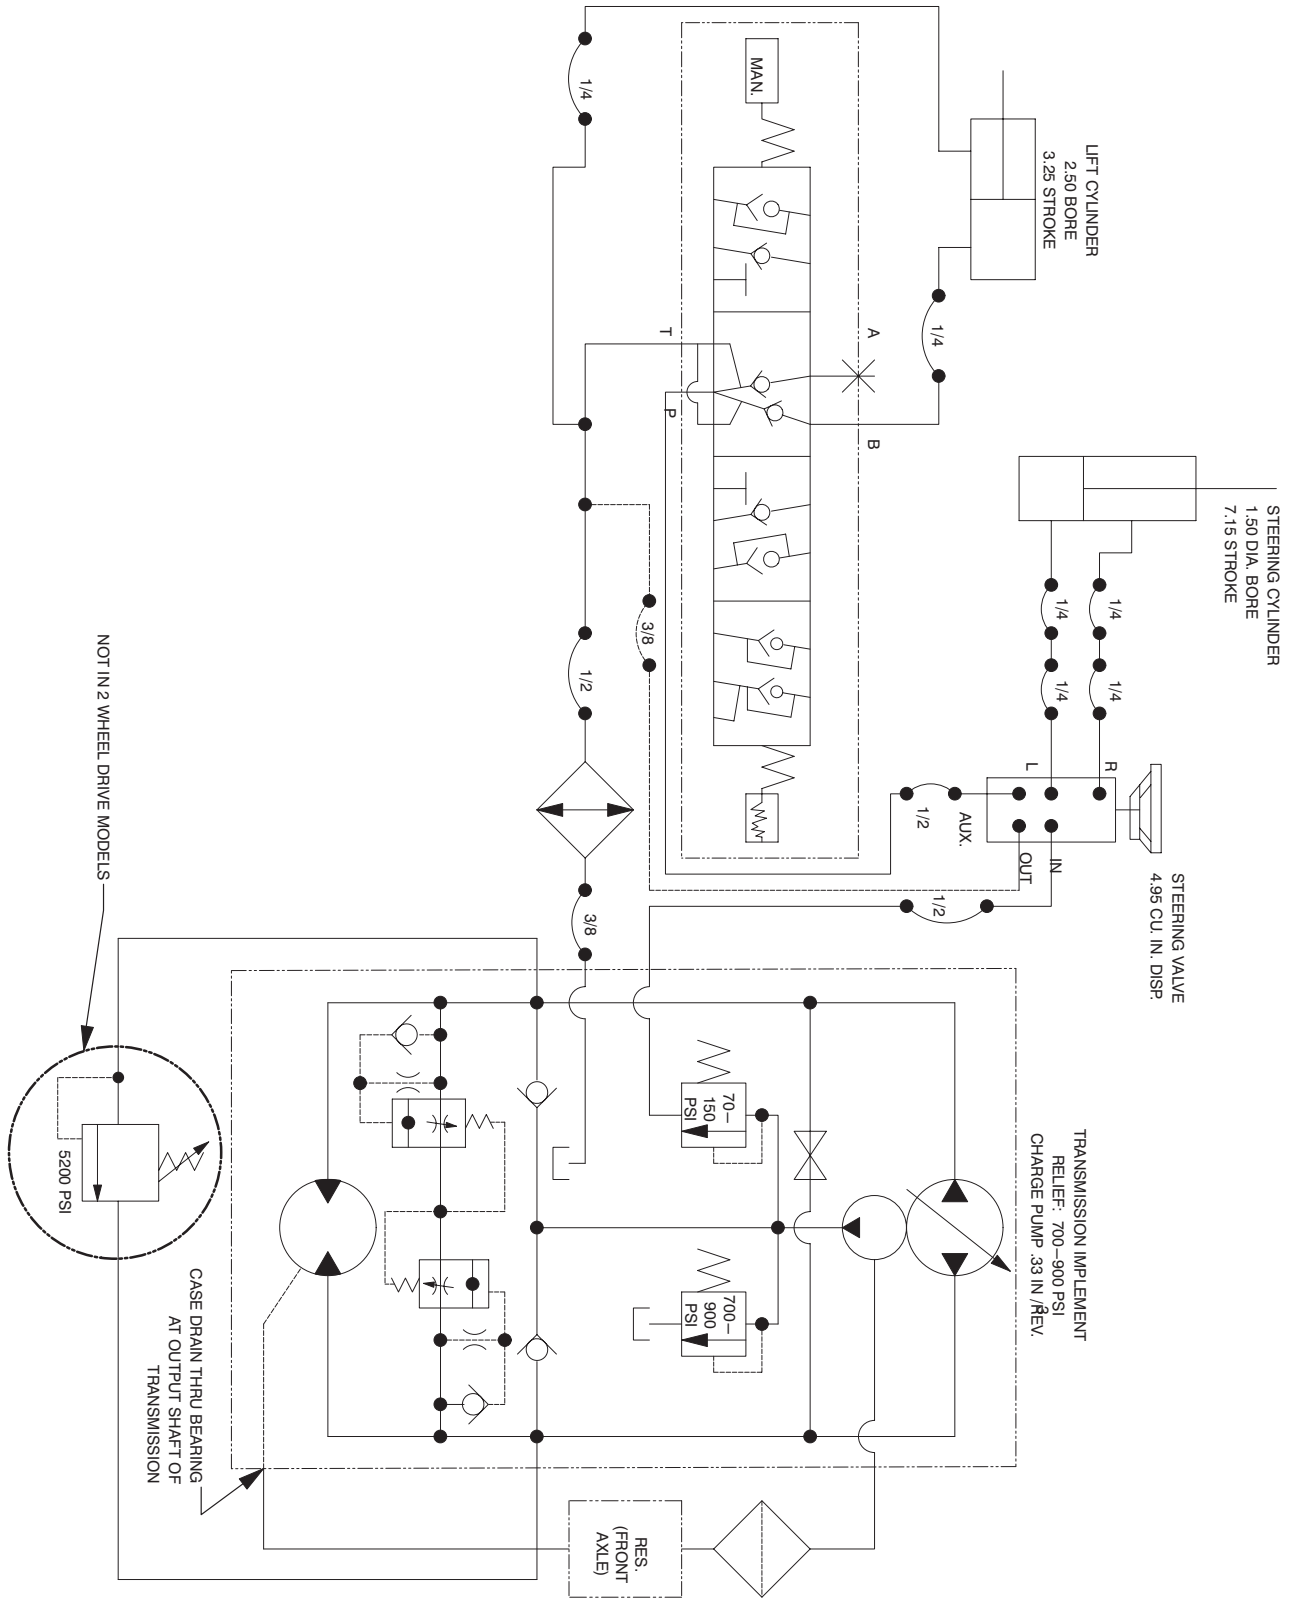 LIFT CYLINDER
2.50 BORE
3.25 STROKE
STEERING CYLINDER
1.50 DIA. BORE
7.15 STROKE
STEERING VALVE
4.95 CU. IN. DISP.
TRANSMISSION IMPLEMENT
RELIEF: 700–900 PSI
CHARGE PUMP .33 IN /REV.
3
1/4
1/4
1/4
1/4
1/4
1/4
R
L
IN
OUT
AUX.
1/2
1/2
A
B
MAN.
T
P
1/4
3/8
1/2
3/8
70–
150
PSI
700–
900
PSI
RES.
(FRONT
AXLE)
CASE DRAIN THRU BEARING
AT OUTPUT SHAFT OF
TRANSMISSION
NOT IN 2 WHEEL DRIVE MODELS
5200 PSI